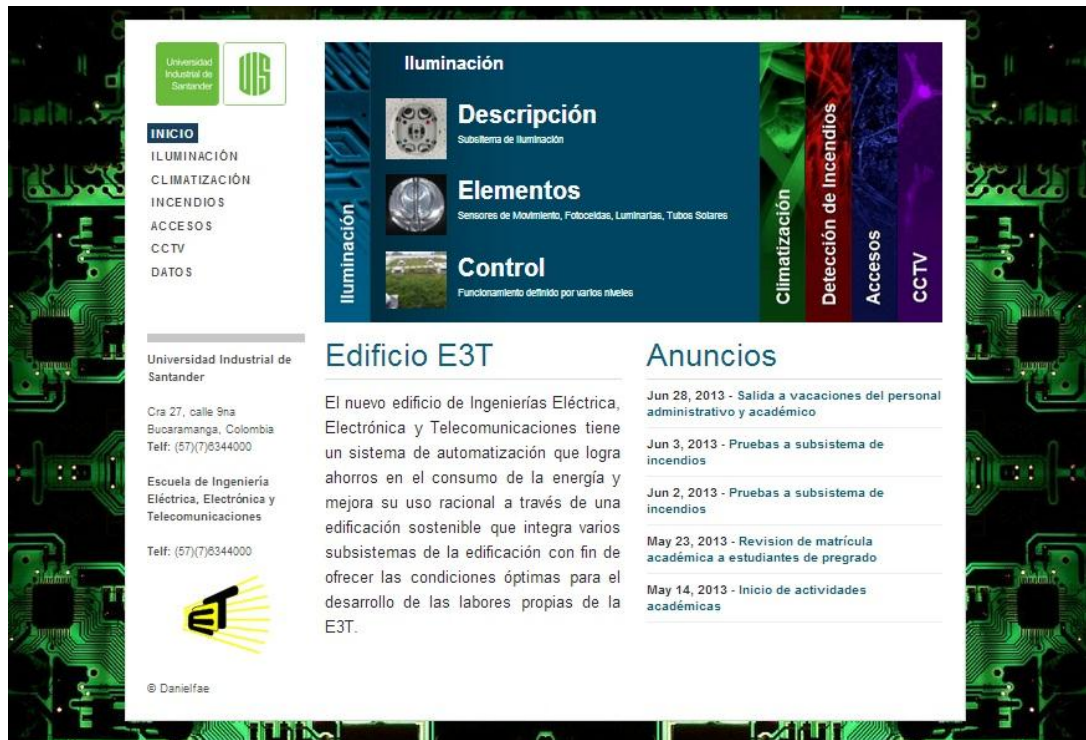 Universidad
Industrial de
Santander
UIS
INICIO
ILUMINACIÓN
CLIMATIZACIÓN
INCENDIOS
ACCESOS
CCTV
DATOS
Iluminación
Iluminación
Descripción
Subsitema de Iluminación
Elementos
Sensores de Movimiento, Fotoceldas, Luminarias, Tubos Solares
Control
Funcionamiento definido por varios niveles
Climatización
Detección de Incendios
Accesos
CCTV
Universidad Industrial de
Santander
Cra 27, calle 9na
Bucaramanga, Colombia
Telf: (57)(7)6344000
Escuela de Ingeniería
Eléctrica, Electrónica y
Telecomunicaciones
Telf: (57)(7)6344000
ET
© Danielfae
Edificio E3T
El nuevo edificio de Ingenierías Eléctrica,
Electrónica y Telecomunicaciones tiene
un sistema de automatización que logra
ahorros en el consumo de la energía y
mejora su uso racional a través de una
edificación sostenible que integra varios
subsistemas de la edificación con fin de
ofrecer las condiciones óptimas para el
desarrollo de las labores propias de la
E3T.
Anuncios
Jun 28, 2013 - Salida a vacaciones del personal
administrativo y académico
Jun 3, 2013 - Pruebas a subsistema de
incendios
Jun 2, 2013 - Pruebas a subsistema de
incendios
May 23, 2013 - Revision de matrícula
académica a estudiantes de pregrado
May 14, 2013 - Inicio de actividades
académicas